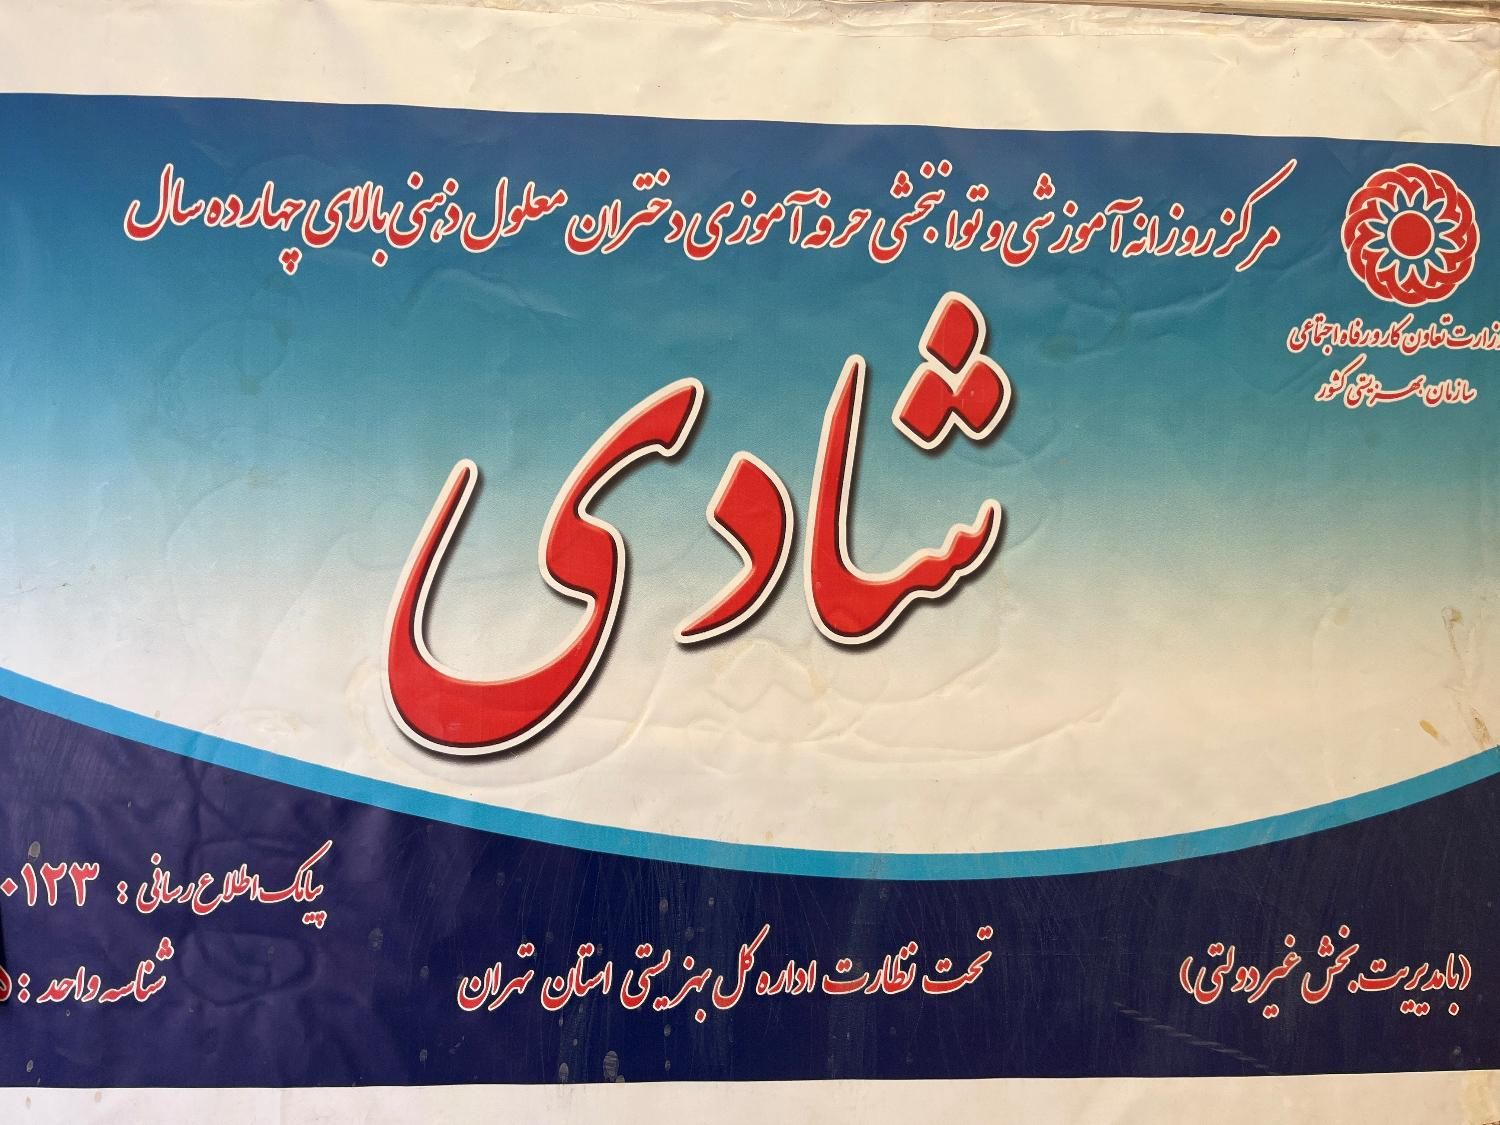 مرکز روزانه آموزشی و توانبخشی حرفه آموزی دختران معلول ذهنی بالای چهارده سال
وزارت تعاون کار و رفاه اجتماعی
سازمان بهزیستی کشور
شادی
(با مدیریت بخش غیر دولتی)
تحت نظارت اداره کل بهزیستی استان تهران
پیامک اطلاع رسانی : ۰۱۲۳
شناسه واحد : ۵